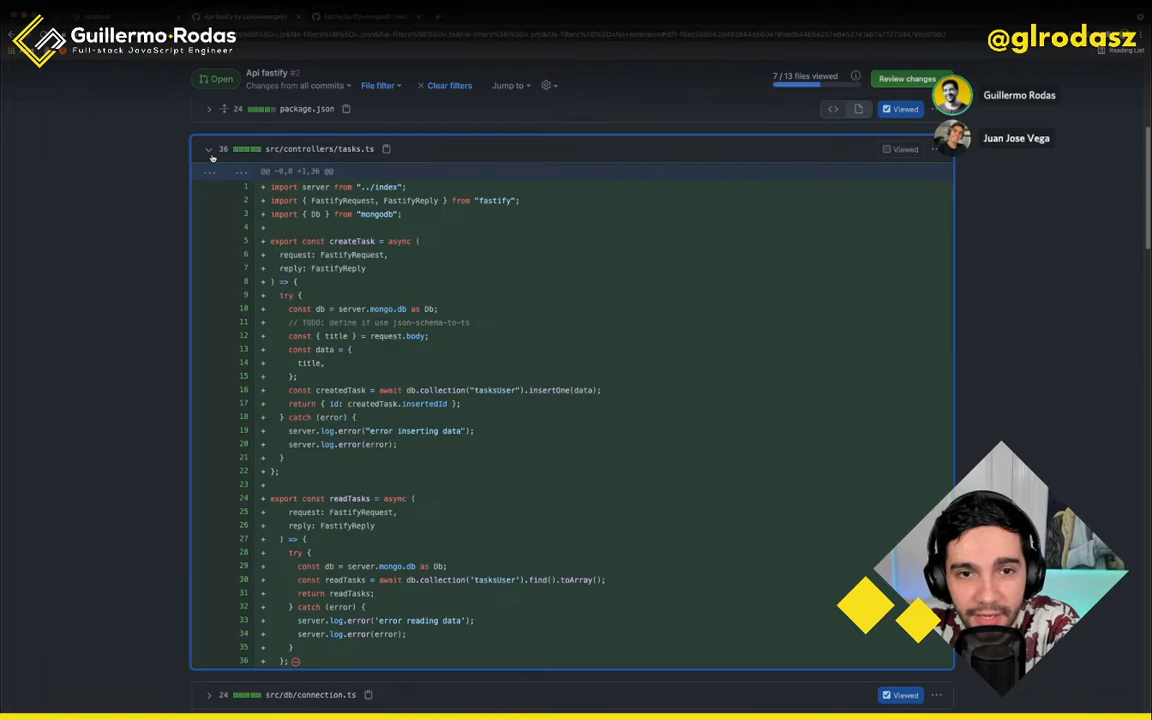 Guillermo·Rodas
Full-stack JavaScript Engineer
@glrodasz
Reading List
Open
Api fastify #2
Changes from all commits
File filter
Clear filters
Jump to
7 / 13 files viewed
Review changes
Guillermo Rodas
Juan Jose Vega
24 package.json
Viewed
36 src/controllers/tasks.ts
Viewed
@@ -0,0 +1,36 @@
1 + import server from "../index";
2 + import { FastifyRequest, FastifyReply } from "fastify";
3 + import { Db } from "mongodb";
4 +
5 + export const createTask = async (
6 + request: FastifyRequest,
7 + reply: FastifyReply
8 + ) => {
9 + try {
10 + const db = server.mongo.db as Db;
11 + // TODO: define if use json-schema-to-ts
12 + const { title } = request.body;
13 + const data = {
14 + title,
15 + };
16 + const createdTask = await db.collection("tasksUser").insertOne(data);
17 + return { id: createdTask.insertedId };
18 + } catch (error) {
19 + server.log.error("error inserting data");
20 + server.log.error(error);
21 + }
22 + };
23 +
24 + export const readTasks = async (
25 + request: FastifyRequest,
26 + reply: FastifyReply
27 + ) => {
28 + try {
29 + const db = server.mongo.db as Db;
30 + const readTasks = await db.collection('tasksUser').find().toArray();
31 + return readTasks;
32 + } catch (error) {
33 + server.log.error('error reading data');
34 + server.log.error(error);
35 + }
36 + };
24 src/db/connection.ts
Viewed